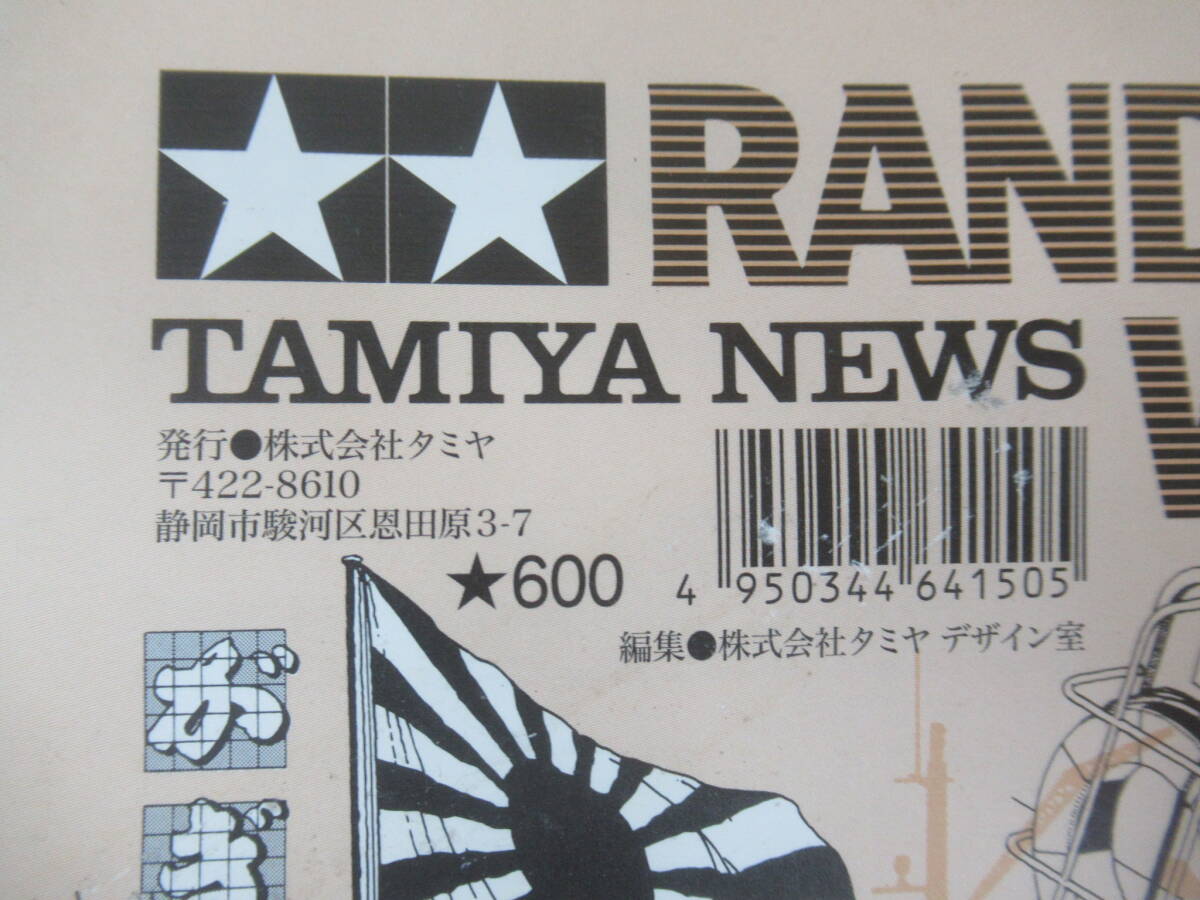 RAND
TAMIYA NEWS
発行●株式会社タミヤ
〒422-8610
静岡市駿河区恩田原3-7
★600
4 950344 641505
編集●株式会社タミヤ デザイン室
が
ぎ